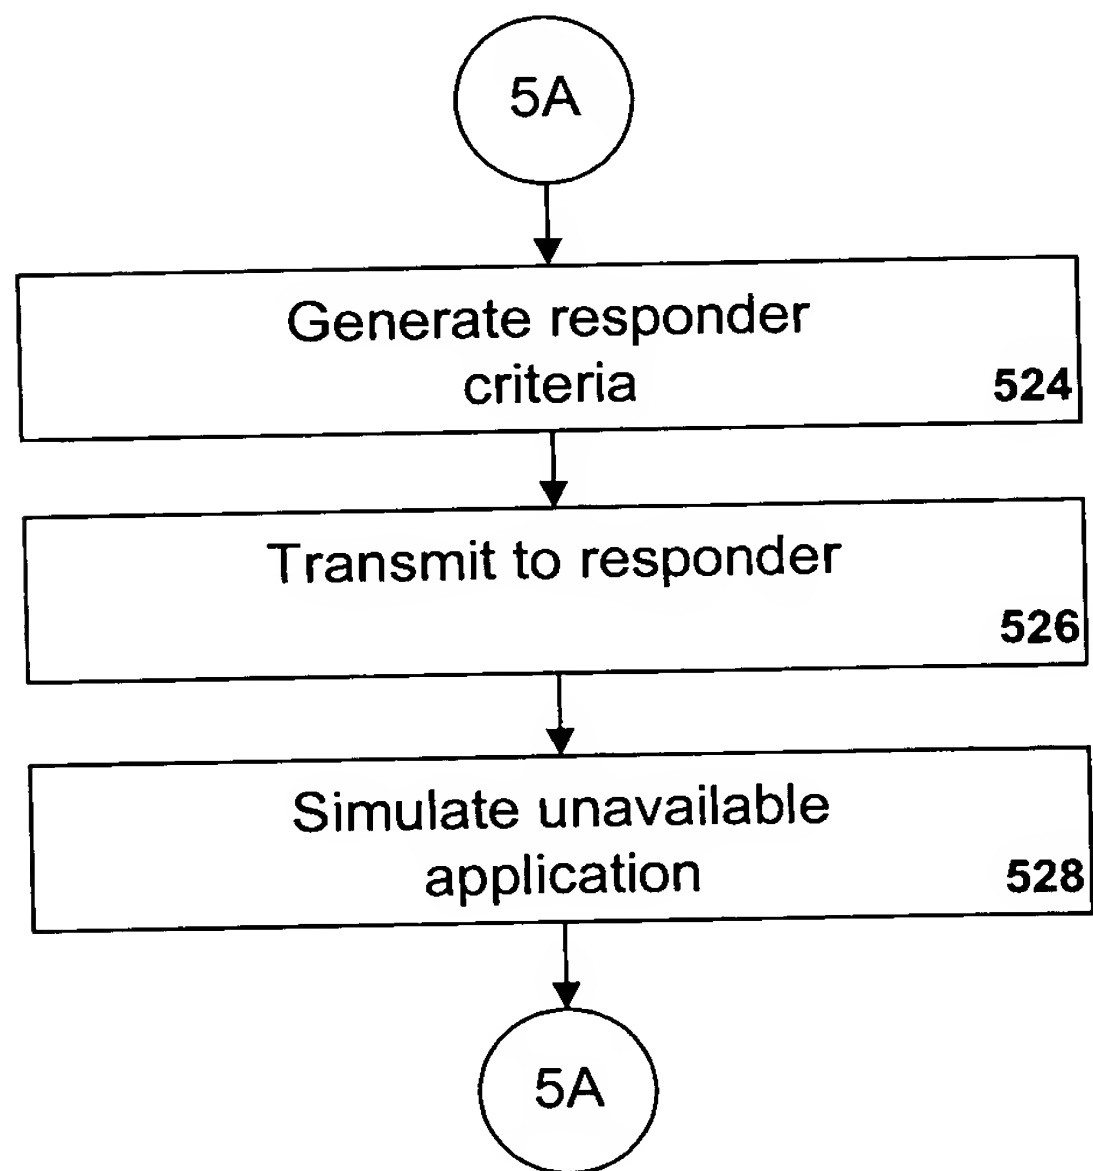 5A
Generate responder
criteria
524
Transmit to responder
526
Simulate unavailable
application
528
5A